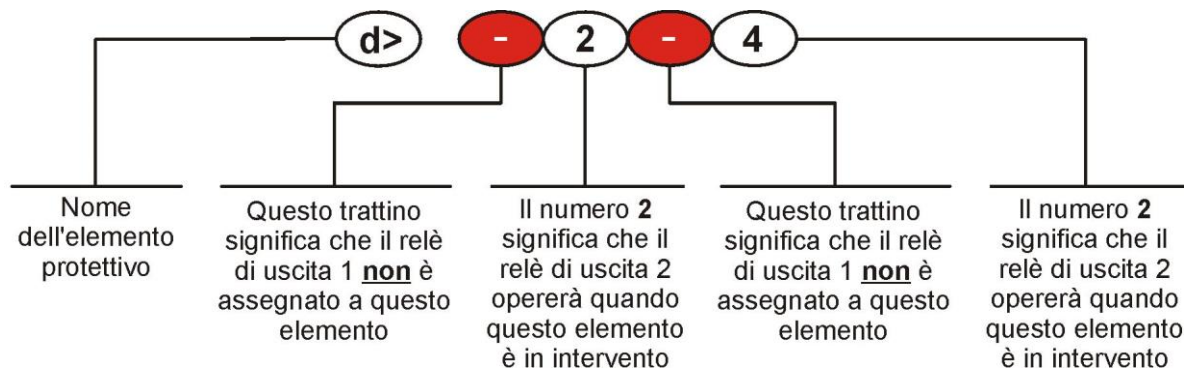 d> - 2 - 4
Nome
dell'elemento
protettivo
Questo trattino
significa che il relè
di uscita 1 non è
assegnato a questo
elemento
Il numero 2
significa che il
relè di uscita 2
opererà quando
questo elemento
è in intervento
Questo trattino
significa che il relè
di uscita 1 non è
assegnato a questo
elemento
Il numero 2
significa che il
relè di uscita 2
opererà quando
questo elemento
è in intervento